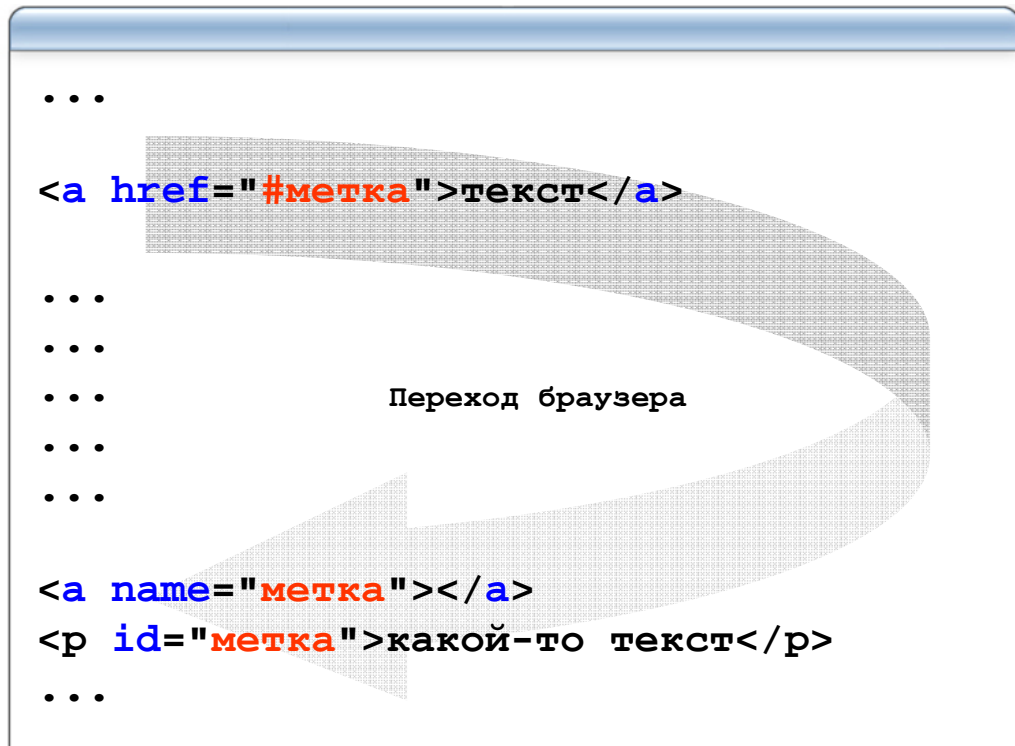 ...
<a href="#метка">текст</a>
...
...
... Переход браузера
...
...
<a name="метка"></a>
<p id="метка">какой-то текст</p>
...